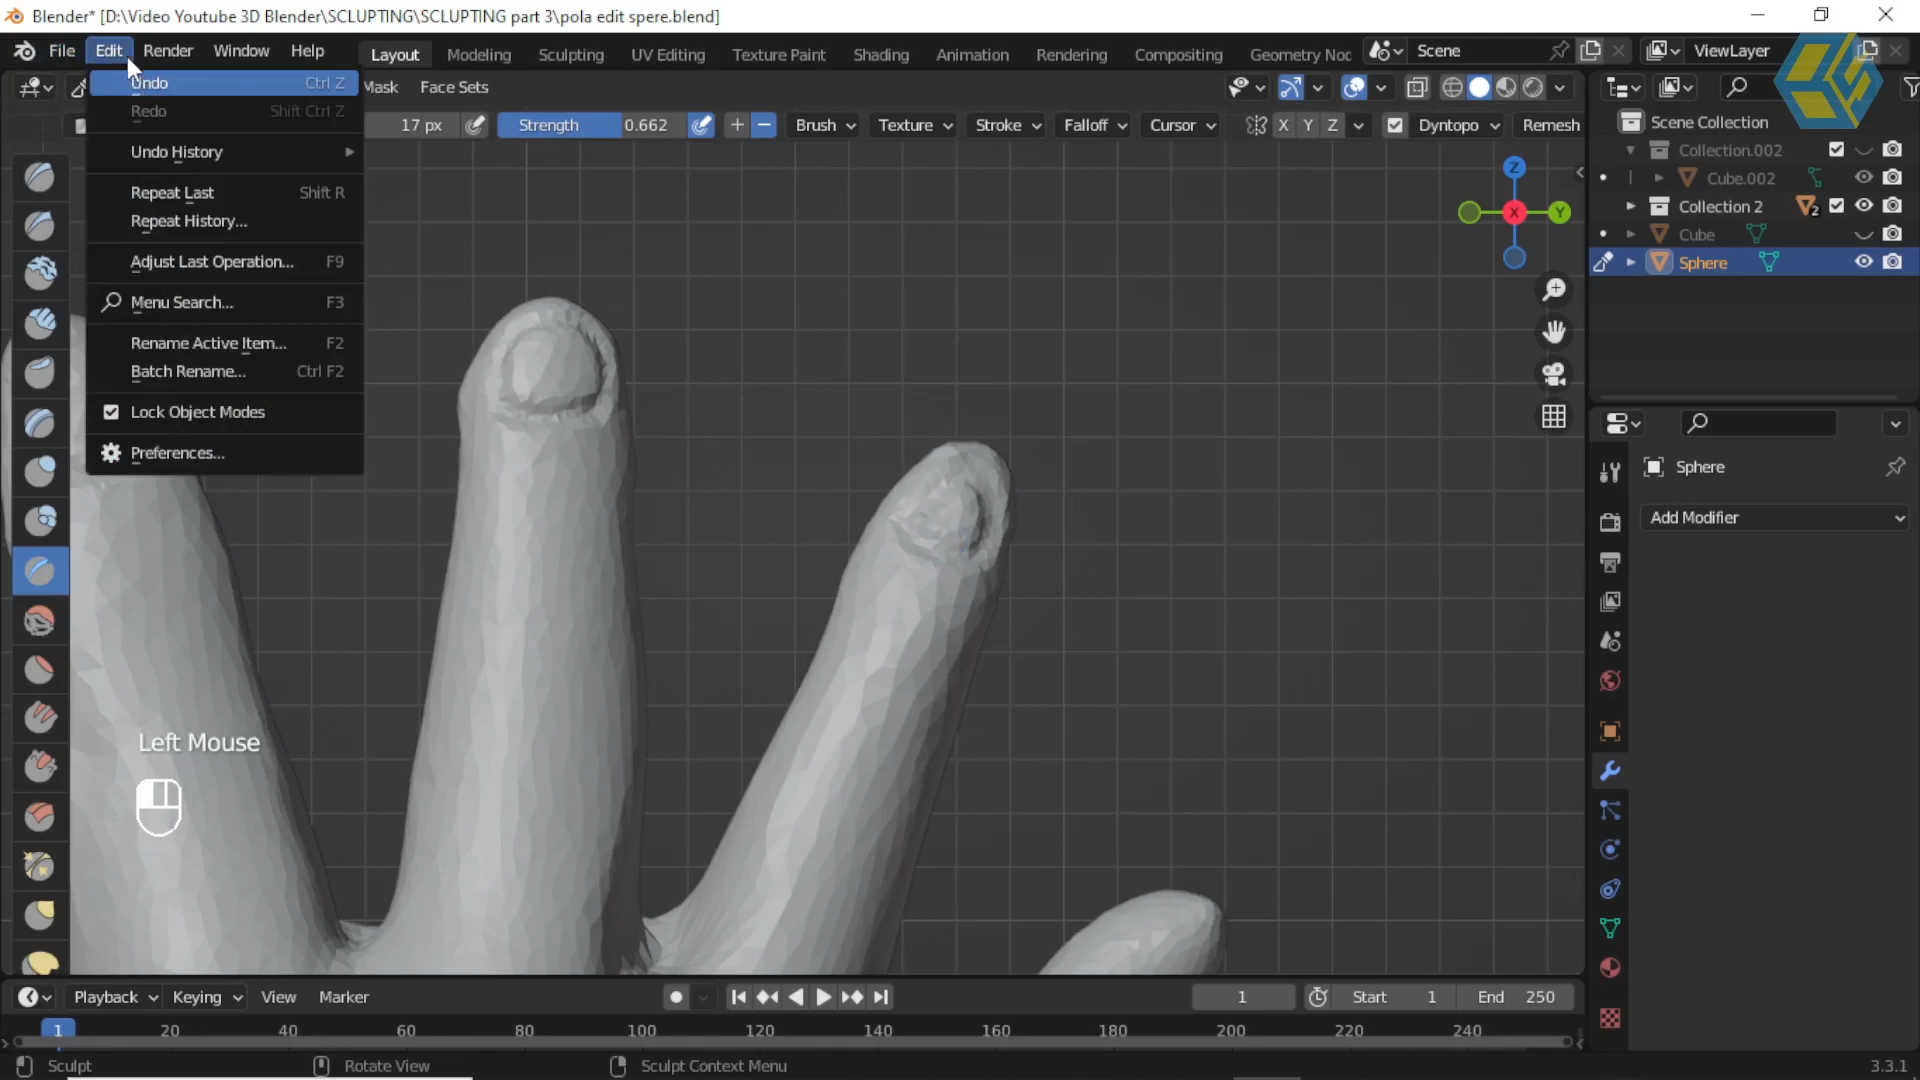 Blender* [D:\Video Youtube 3D Blender\SCLUPTING\SCLUPTING part 3\pola edit spere.blend]
File Edit Render Window Help Layout Modeling Sculpting UV Editing Texture Paint Shading Animation Rendering Compositing Geometry Noc Scene ViewLayer
Undo Ctrl Z
Mask Face Sets
Redo Shift Ctrl Z
17 px Strength 0.662 Brush Texture Stroke Falloff Cursor X Y Z Dyntopo Remesh
Undo History
Repeat Last Shift R
Repeat History...
Adjust Last Operation... F9
Menu Search... F3
Rename Active Item... F2
Batch Rename... Ctrl F2
Lock Object Modes
Preferences...
Z
X Y
Scene Collection
Collection.002
Cube.002
Collection 2 2
Cube
Sphere
Sphere
Add Modifier
Left Mouse
Playback Keying View Marker 1 Start 1 End 250
1 20 40 60 80 100 120 140 160 180 200 220 240
Sculpt Rotate View Sculpt Context Menu 3.3.1